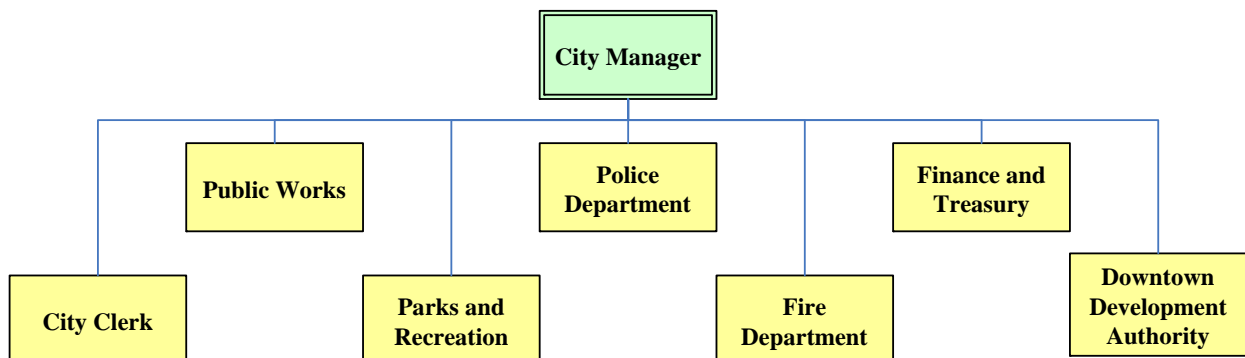 City Manager
Public Works
Police
Department
Finance and
Treasury
City Clerk
Parks and
Recreation
Fire
Department
Downtown
Development
Authority